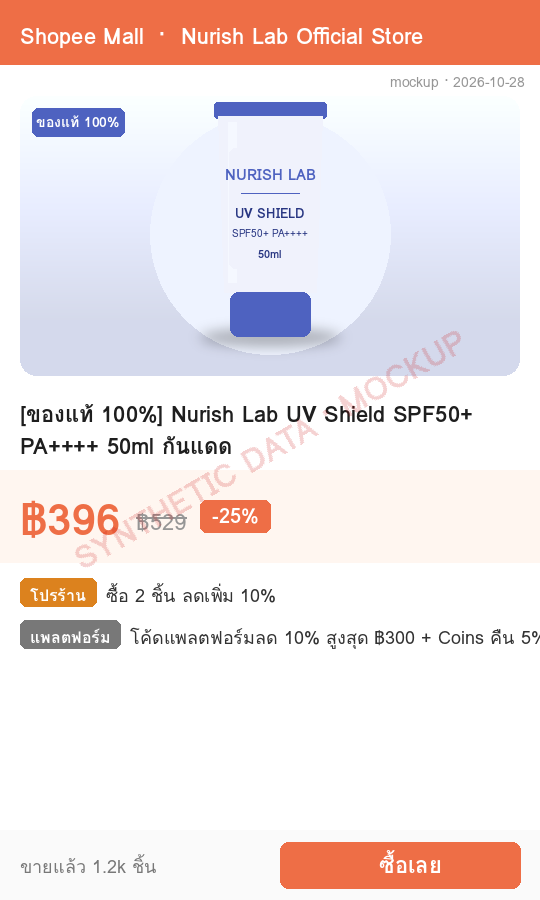 Shopee Mall · Nurish Lab Official Store
mockup · 2026-10-28
ของแท้ 100%
NURISH LAB
UV SHIELD
SPF50+ PA++++
50ml
[ของแท้ 100%] Nurish Lab UV Shield SPF50+
PA++++ 50ml กันแดด
฿396 ฿529 -25%
SYNTHETIC DATA · MOCKUP
โปรร้าน ซื้อ 2 ชิ้น ลดเพิ่ม 10%
แพลตฟอร์ม โค้ดแพลตฟอร์มลด 10% สูงสุด ฿300 + Coins คืน 5%
ขายแล้ว 1.2k ชิ้น
ซื้อเลย